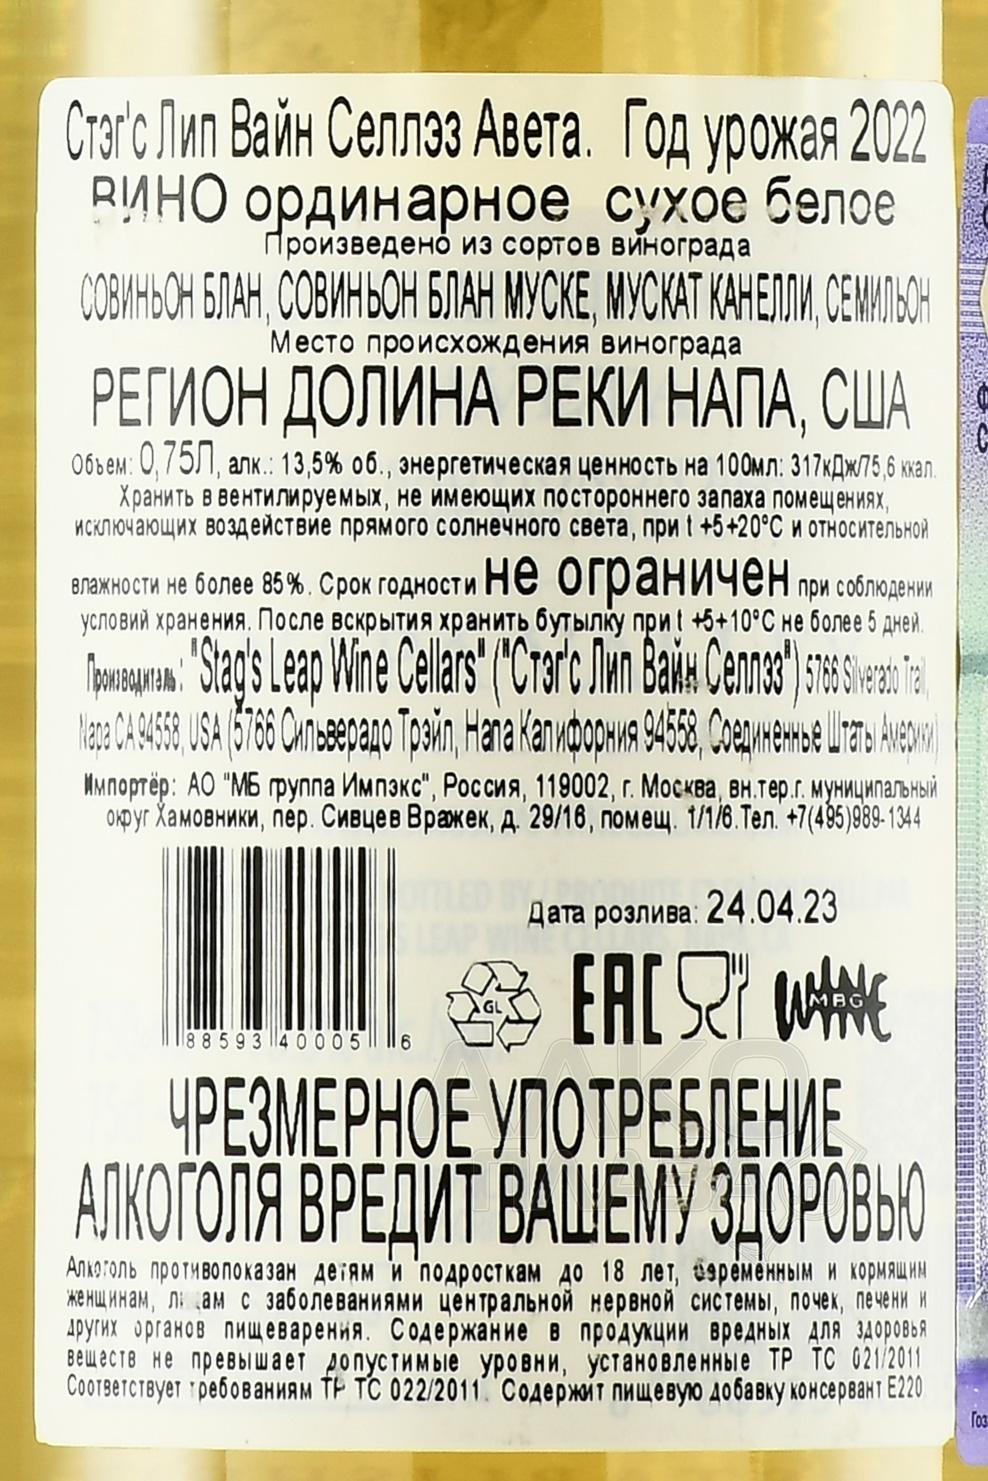 Стэг'с Лип Вайн Селлэз Авета. Год урожая 2022
ВИНО ординарное сухое белое
Произведено из сортов винограда
СОВИНЬОН БЛАН, СОВИНЬОН БЛАН МУСКЕ, МУСКАТ КАНЕЛЛИ, СЕМИЛЬОН
Место происхождения винограда
РЕГИОН ДОЛИНА РЕКИ НАПА, США
Объем: 0,75Л, алк.: 13,5% об., энергетическая ценность на 100мл: 317кДж/75,6 ккал.
Хранить в вентилируемых, не имеющих постороннего запаха помещениях,
исключающих воздействие прямого солнечного света, при t +5+20°С и относительной
влажности не более 85%. Срок годности не ограничен при соблюдении
условий хранения. После вскрытия хранить бутылку при t +5+10°С не более 5 дней.
Производитель: "Stag's Leap Wine Cellars" ("Стэг'с Лип Вайн Селлэз") 5766 Silverado Trail,
Napa CA 94558, USA (5766 Сильверадо Трэйл, Напа Калифорния 94558, Соединенные Штаты Америки)
Импортёр: АО "МБ группа Импэкс", Россия, 119002, г. Москва, вн.тер.г. муниципальный
округ Хамовники, пер. Сивцев Вражек, д. 29/16, помещ. 1/1/6.Тел. +7(495)989-1344
Дата розлива: 24.04.23
GL EAC WINE MBG
88593 40005 6
ЧРЕЗМЕРНОЕ УПОТРЕБЛЕНИЕ
АЛКОГОЛЯ ВРЕДИТ ВАШЕМУ ЗДОРОВЬЮ
Алкоголь противопоказан детям и подросткам до 18 лет, беременным и кормящим
женщинам, лицам с заболеваниями центральной нервной системы, почек, печени и
других органов пищеварения. Содержание в продукции вредных для здоровья
веществ не превышает допустимые уровни, установленные ТР ТС 021/2011
Соответствует требованиям ТР ТС 022/2011. Содержит пищевую добавку консервант Е220